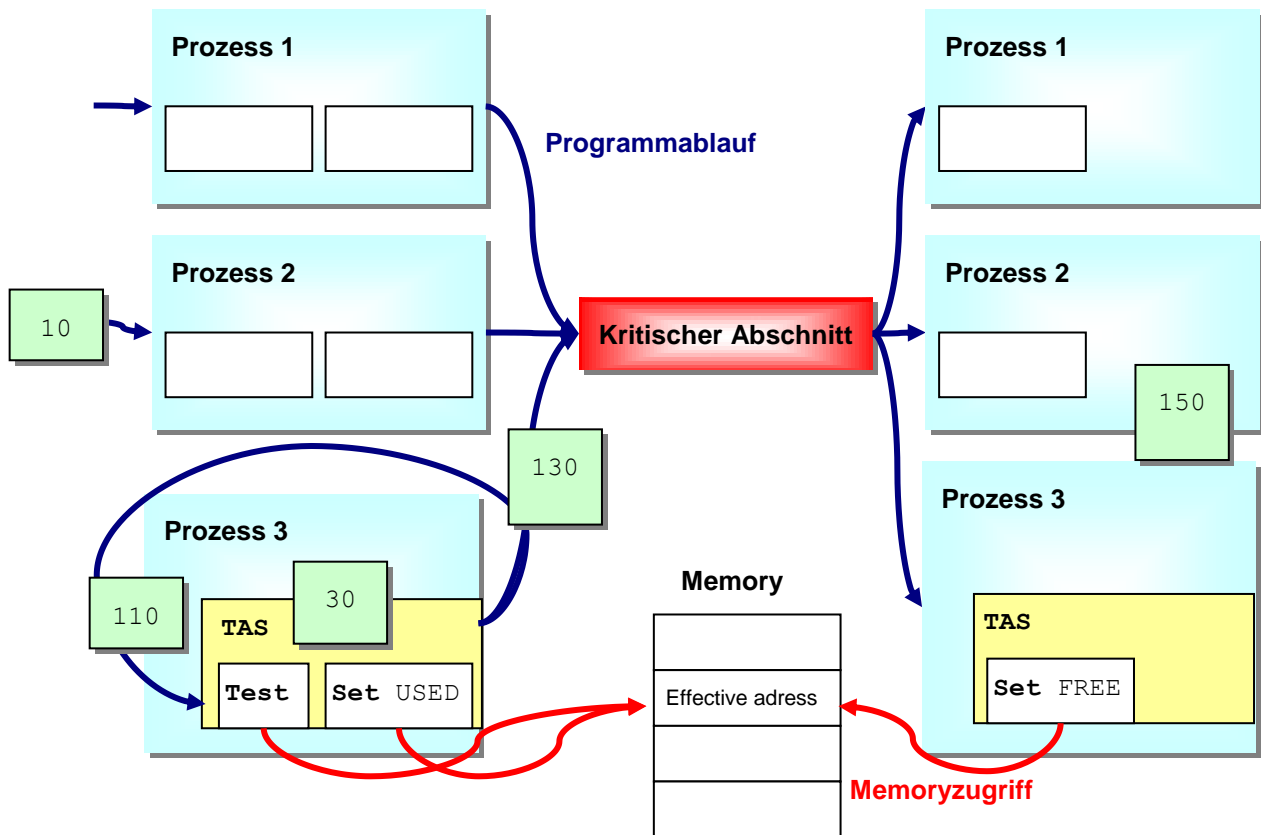 Prozess 1
Prozess 1
Programmablauf
Prozess 2
Prozess 2
10
Kritischer Abschnitt
150
130
Prozess 3
Prozess 3
110
30
Memory
TAS
TAS
Test
Set USED
Effective adress
Set FREE
Memoryzugriff